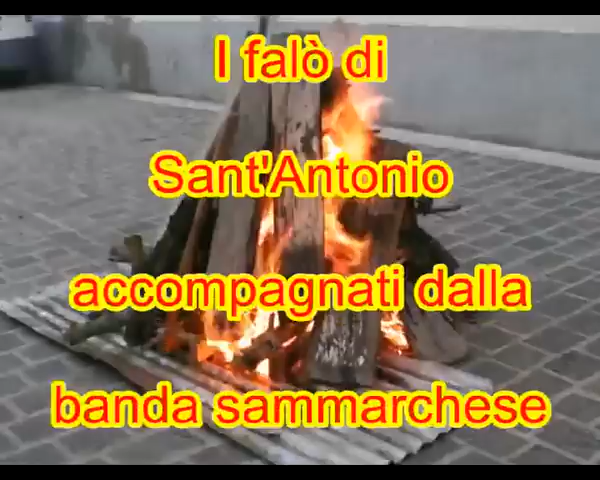 I falò di
Sant'Antonio
accompagnati dalla
banda sammarchese